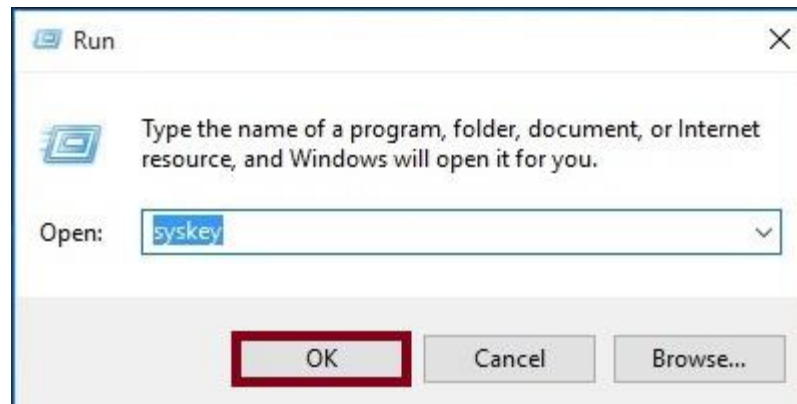 Run
Type the name of a program, folder, document, or Internet
resource, and Windows will open it for you.
Open: syskey
OK Cancel Browse...